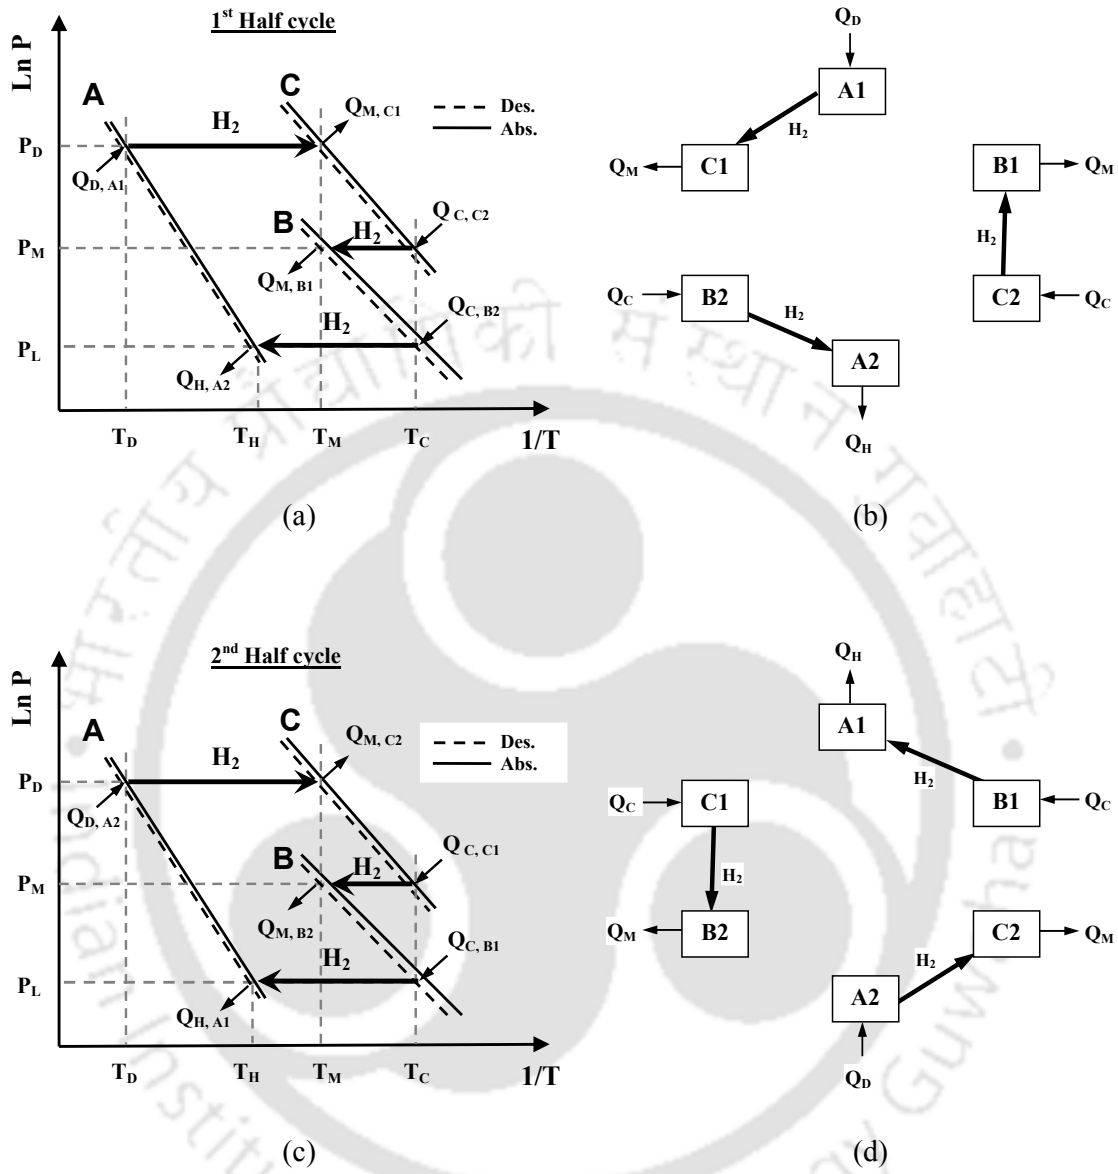 1st Half cycle
Ln P
A
C
H2
QM, C1
Des.
Abs.
PD
QD, A1
B
H2
QC, C2
PM
QM, B1
QC, B2
H2
PL
QH, A2
TD TH TM TC 1/T
(a)
QD
A1
H2
QM C1 B1 QM
H2
QC B2 H2 C2 QC
A2
QH
(b)
2nd Half cycle
Ln P
A
C
H2
QM, C2
Des.
Abs.
PD
QD, A2
B
H2
QC, C1
PM
QM, B2
QC, B1
H2
PL
QH, A1
TD TH TM TC 1/T
(c)
QH
A1
H2
QC C1 B1 QC
H2
QM B2 C2 QM
H2
A2
QD
(d)
भारतीय प्रौद्योगिकी संस्थान गुवाहाटी
Indian Institute
Guwaha